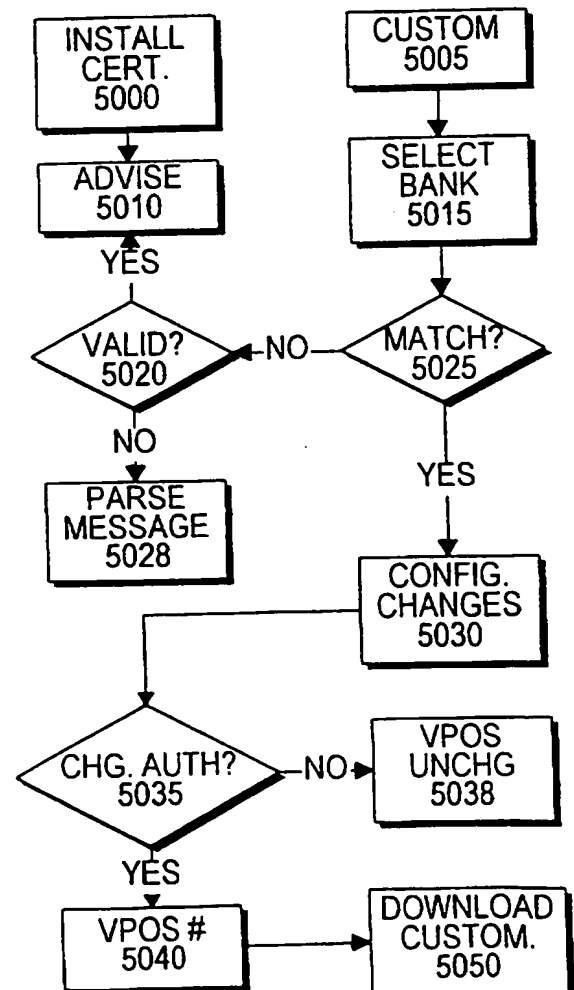 INSTALL
CERT.
5000
CUSTOM
5005
ADVISE
5010
SELECT
BANK
5015
YES
VALID?
5020
NO
MATCH?
5025
NO
YES
PARSE
MESSAGE
5028
CONFIG.
CHANGES
5030
CHG. AUTH?
5035
NO
VPOS
UNCHG
5038
YES
VPOS #
5040
DOWNLOAD
CUSTOM.
5050